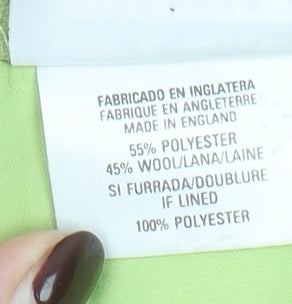 FABRICADO EN INGLATERA
FABRIQUE EN ANGLETERRE
MADE IN ENGLAND
55% POLYESTER
45% WOOL/LANA/LAINE
SI FURRADA/DOUBLURE
IF LINED
100% POLYESTER